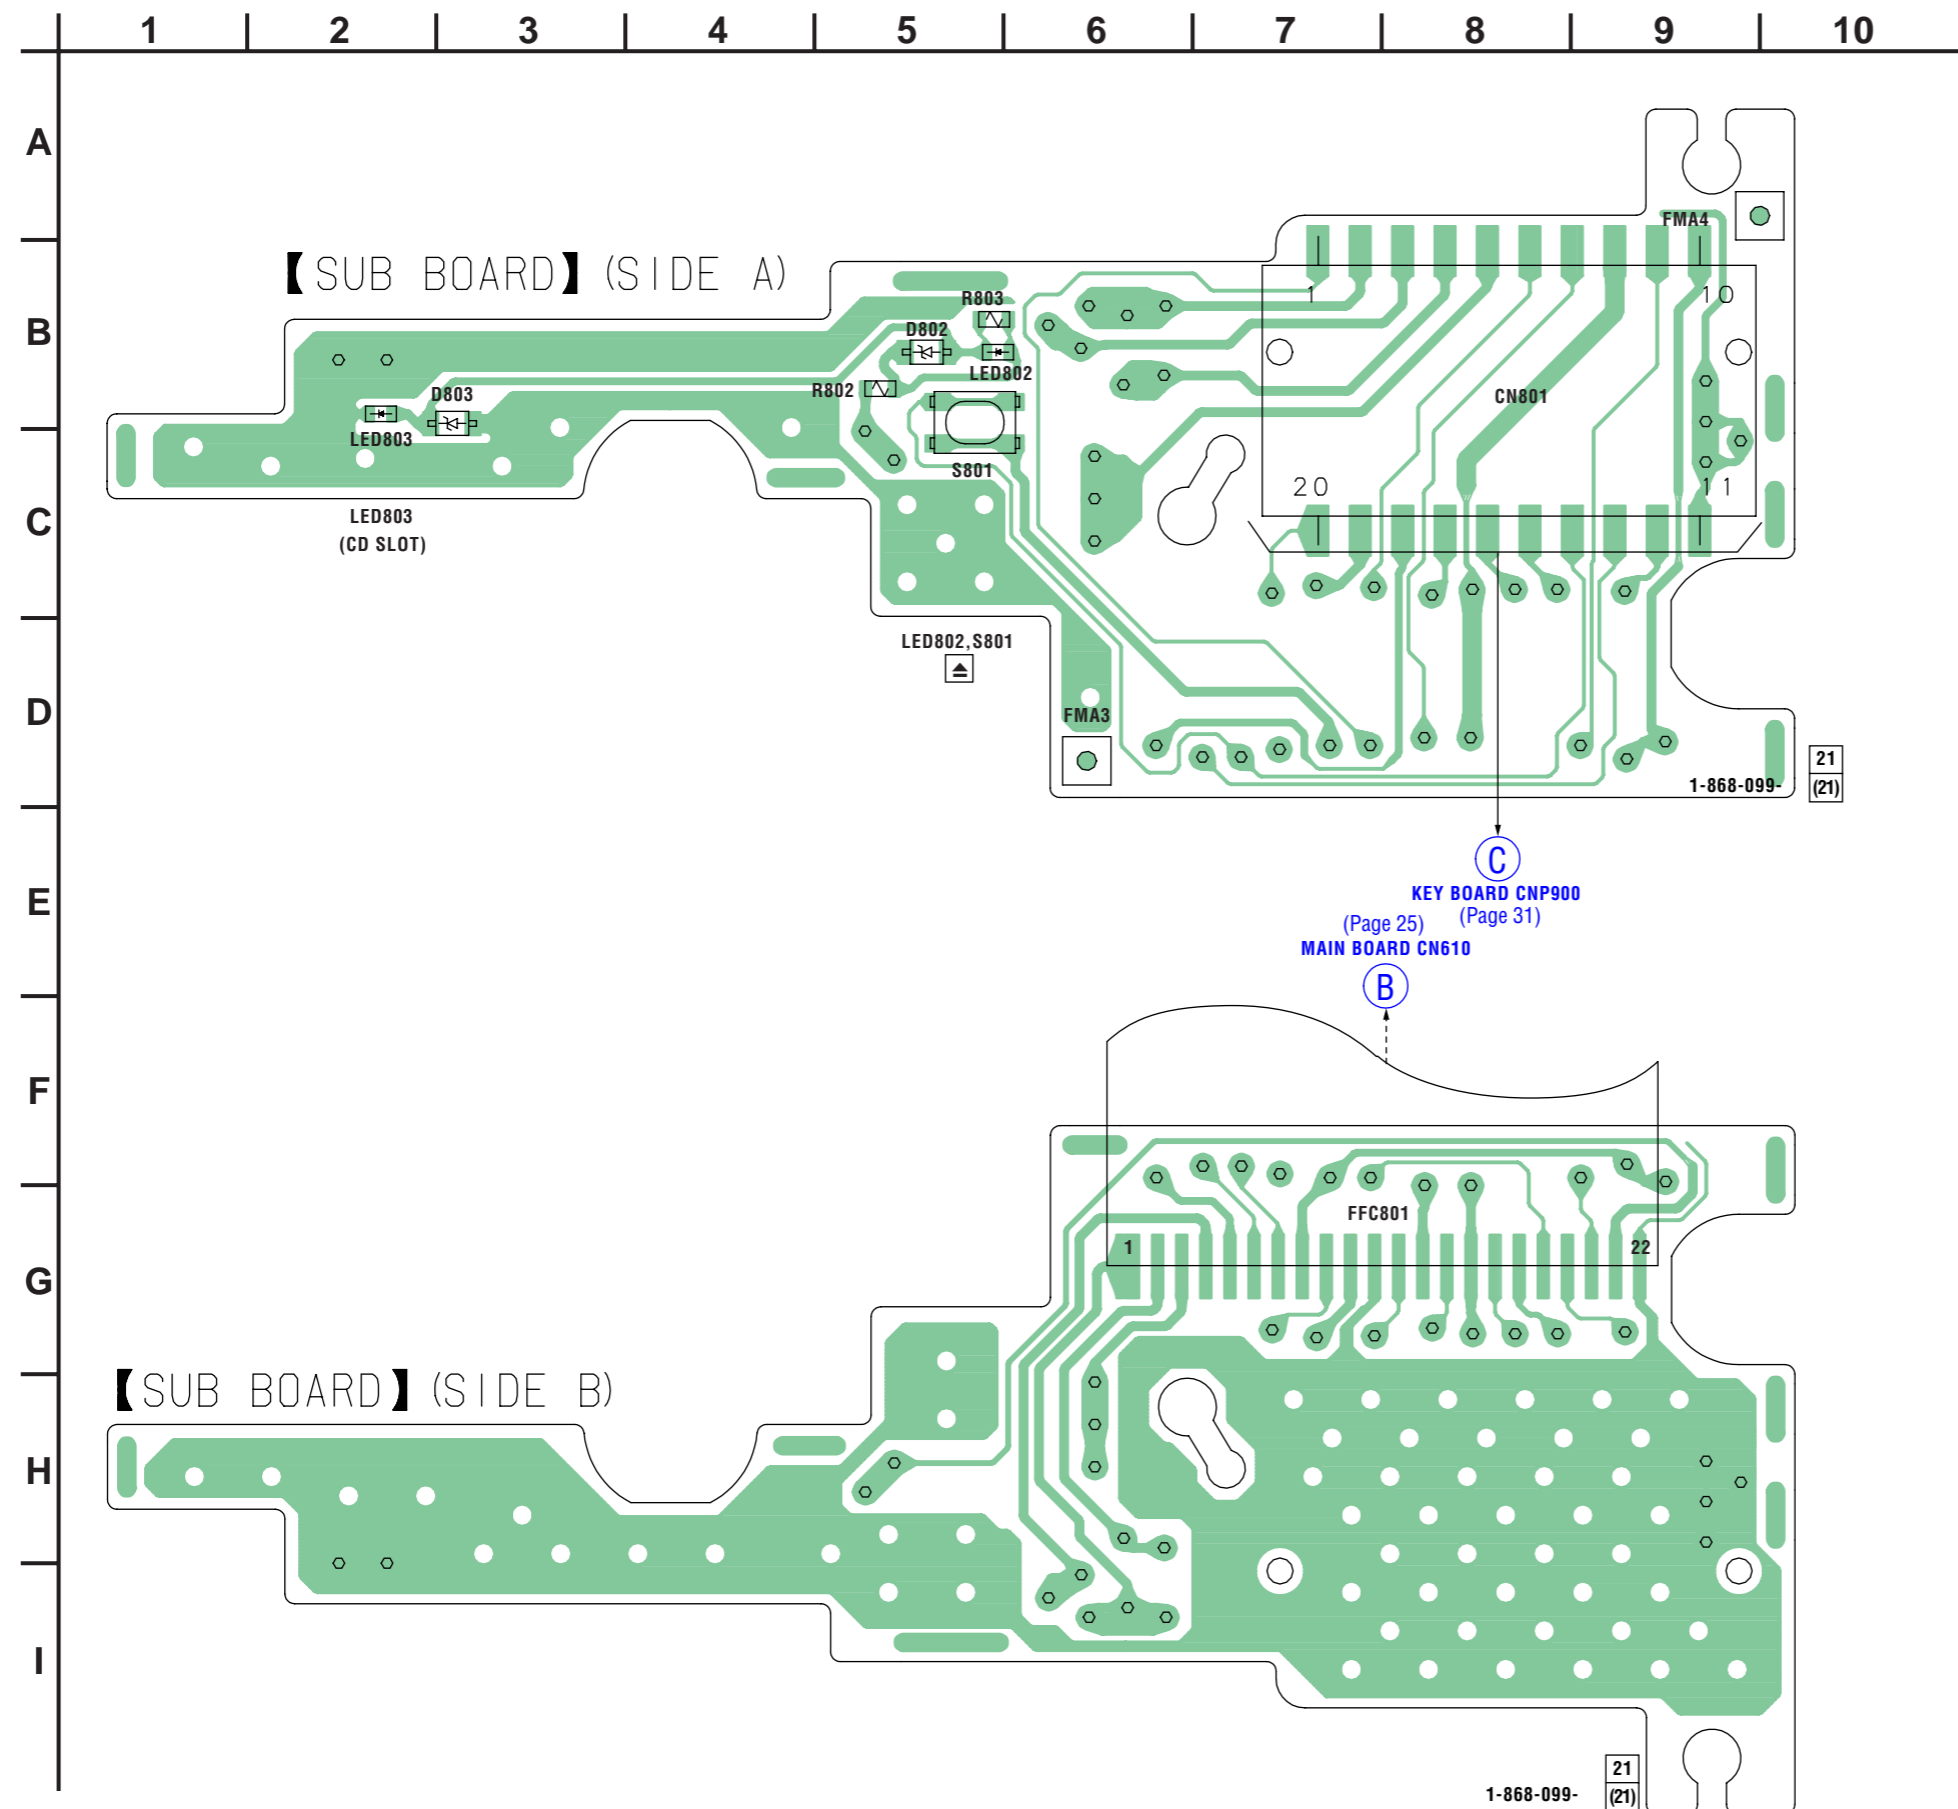 1 2 3 4 5 6 7 8 9 10
A
FMA4
【SUB BOARD】 (SIDE A)
1
10
R803
B
D802
LED802
R802
D803
CN801
LED803
S801
20
11
C
LED803
(CD SLOT)
LED802,S801
D
FMA3
21
(21)
1-868-099-
C
E
KEY BOARD CNP900
(Page 31)
(Page 25)
MAIN BOARD CN610
B
F
FFC801
1
22
G
【SUB BOARD】 (SIDE B)
H
I
21
(21)
1-868-099-